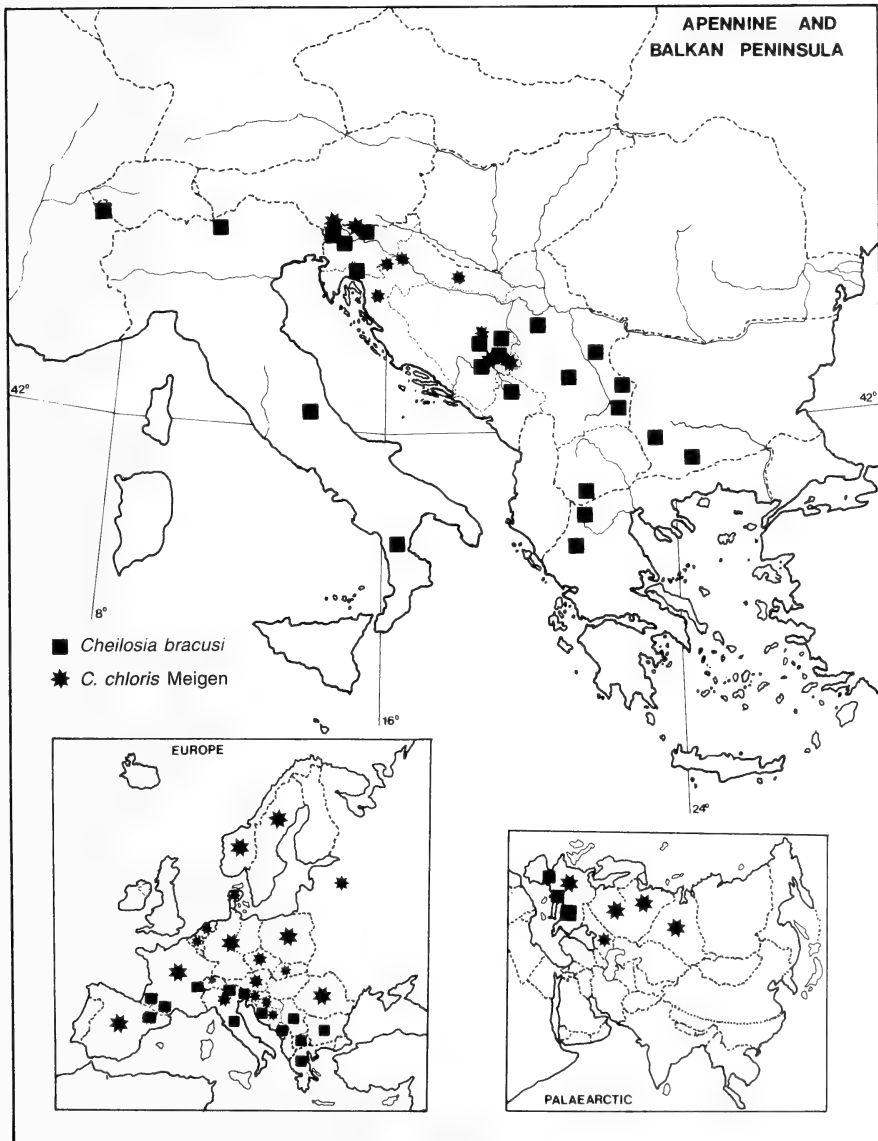 APENNINE AND
BALKAN PENINSULA
42°
42°
8°
Cheilosia bracusi
C. chloris Meigen
16°
24°
EUROPE
PALAEARCTIC